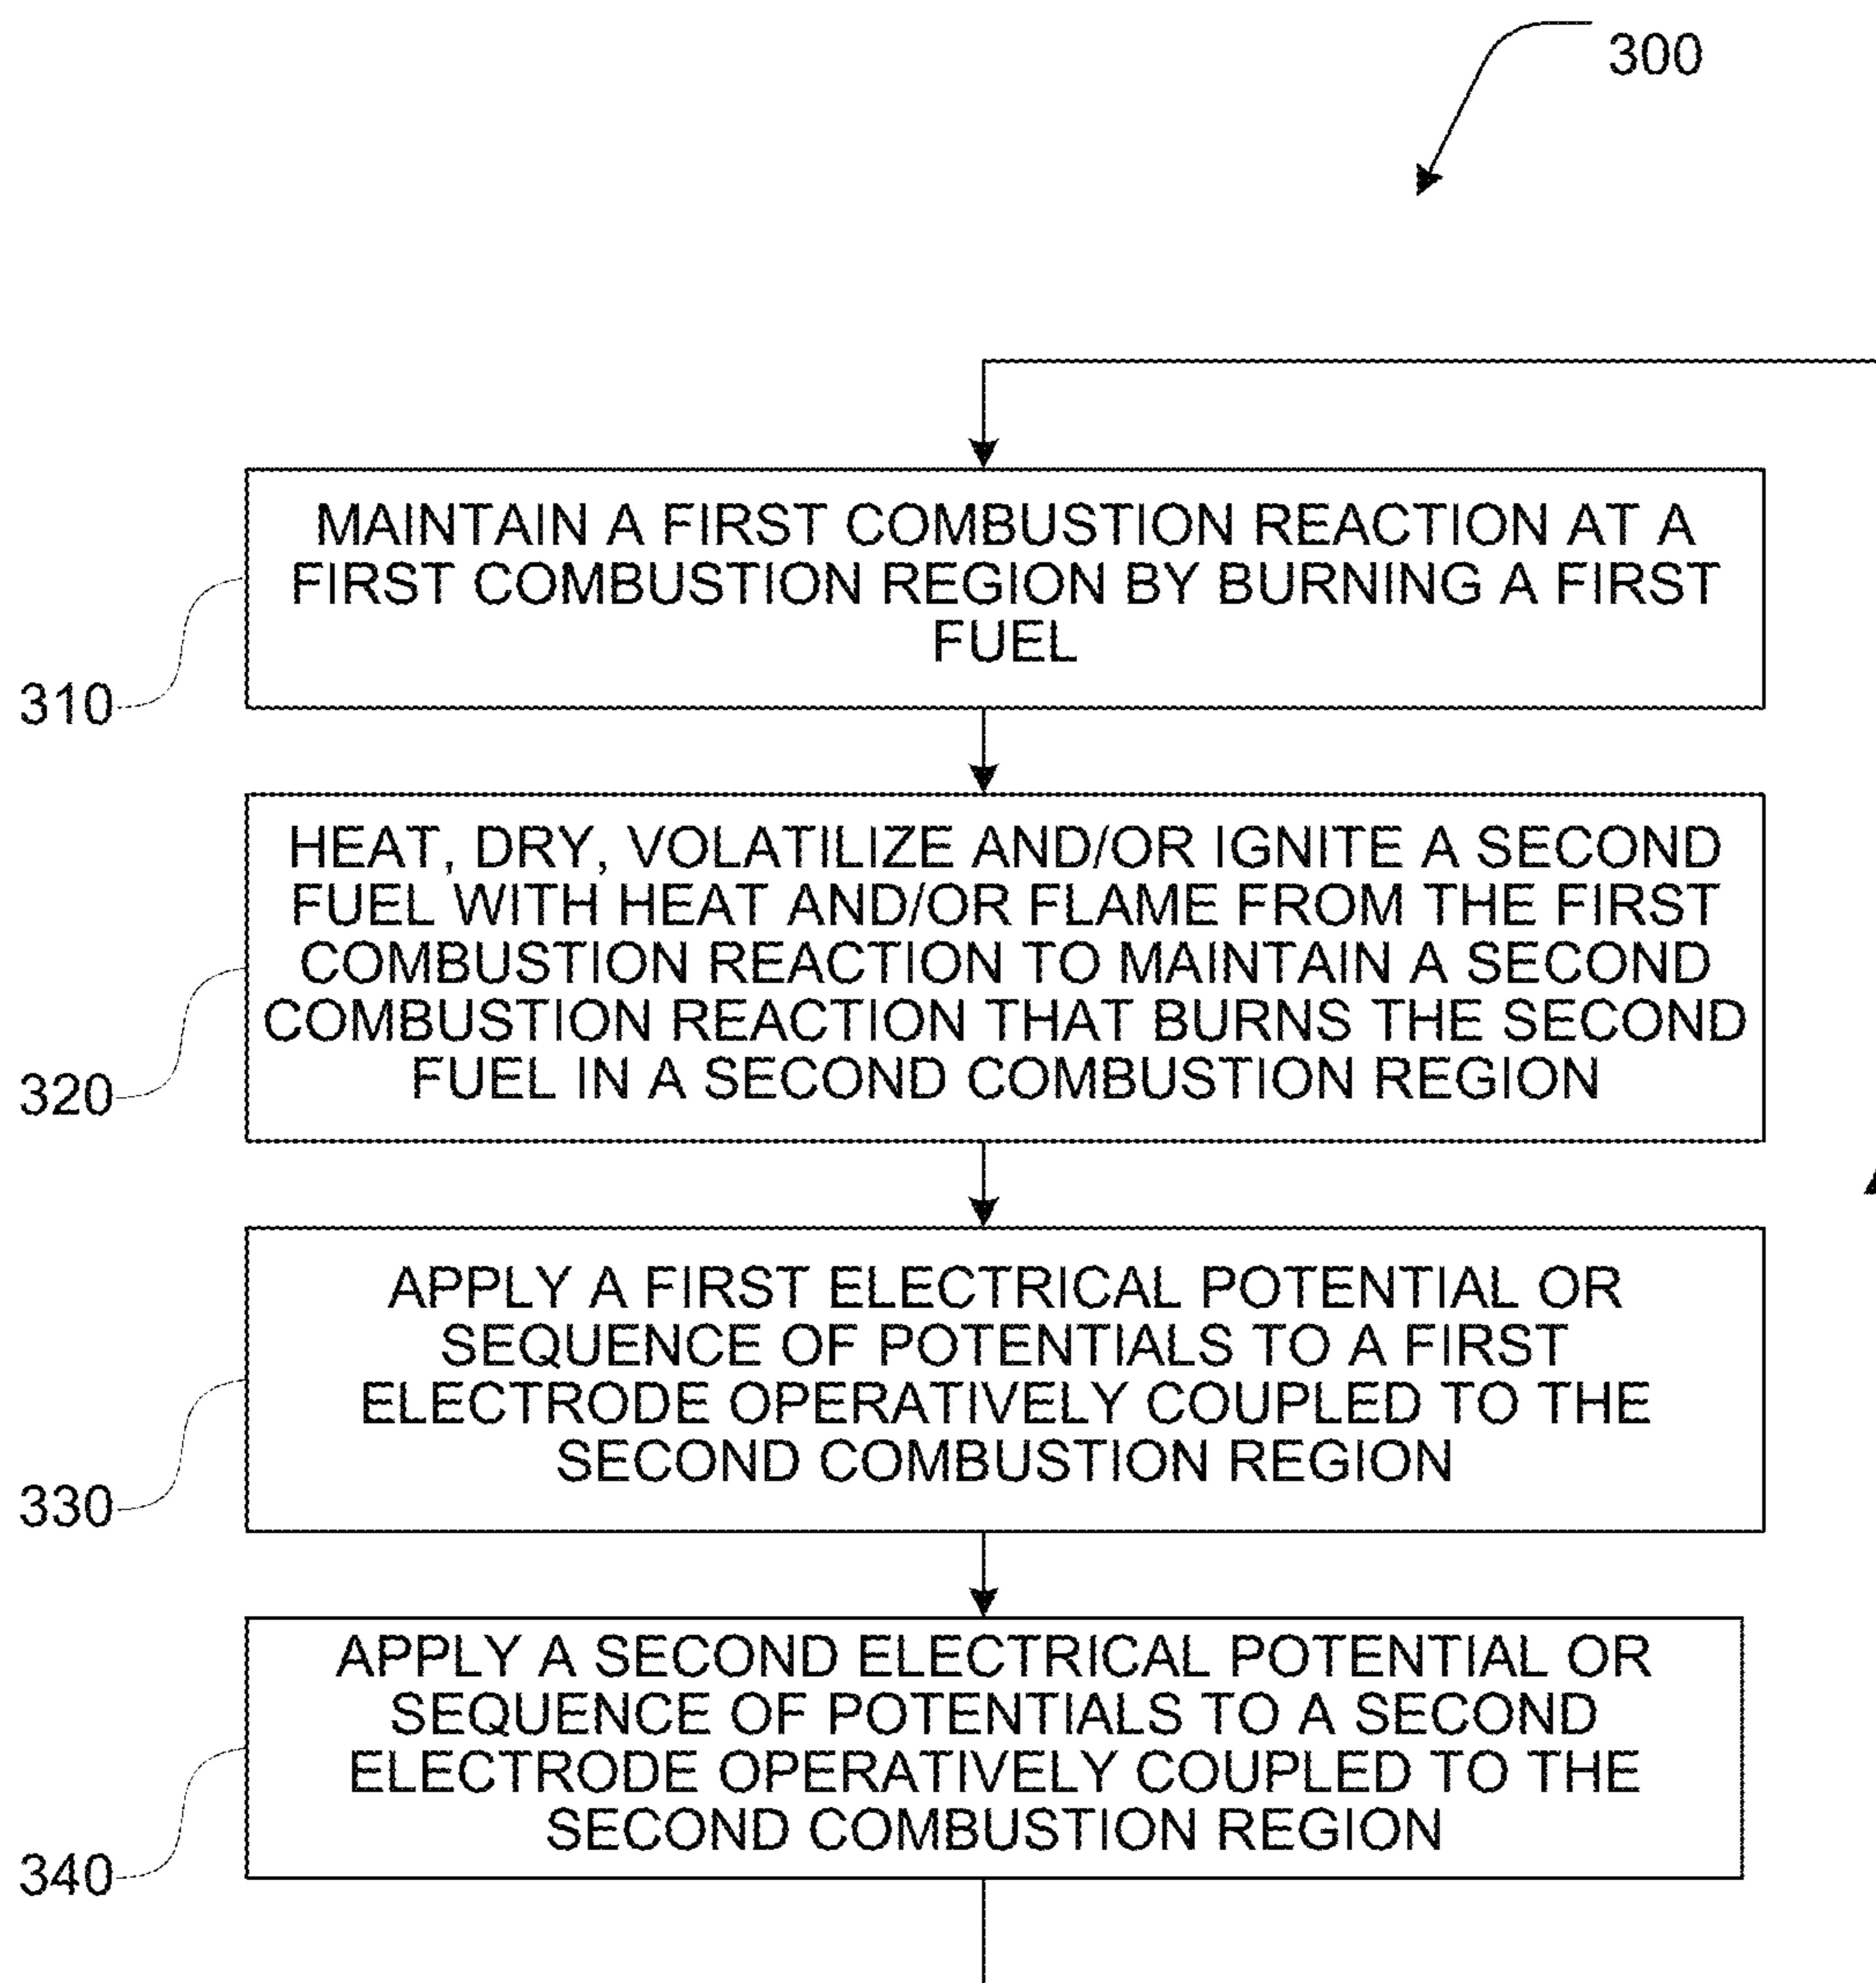 300
MAINTAIN A FIRST COMBUSTION REACTION AT A
FIRST COMBUSTION REGION BY BURNING A FIRST
FUEL
310
HEAT, DRY, VOLATILIZE AND/OR IGNITE A SECOND
FUEL WITH HEAT AND/OR FLAME FROM THE FIRST
COMBUSTION REACTION TO MAINTAIN A SECOND
COMBUSTION REACTION THAT BURNS THE SECOND
FUEL IN A SECOND COMBUSTION REGION
320
APPLY A FIRST ELECTRICAL POTENTIAL OR
SEQUENCE OF POTENTIALS TO A FIRST
ELECTRODE OPERATIVELY COUPLED TO THE
SECOND COMBUSTION REGION
330
APPLY A SECOND ELECTRICAL POTENTIAL OR
SEQUENCE OF POTENTIALS TO A SECOND
ELECTRODE OPERATIVELY COUPLED TO THE
SECOND COMBUSTION REGION
340